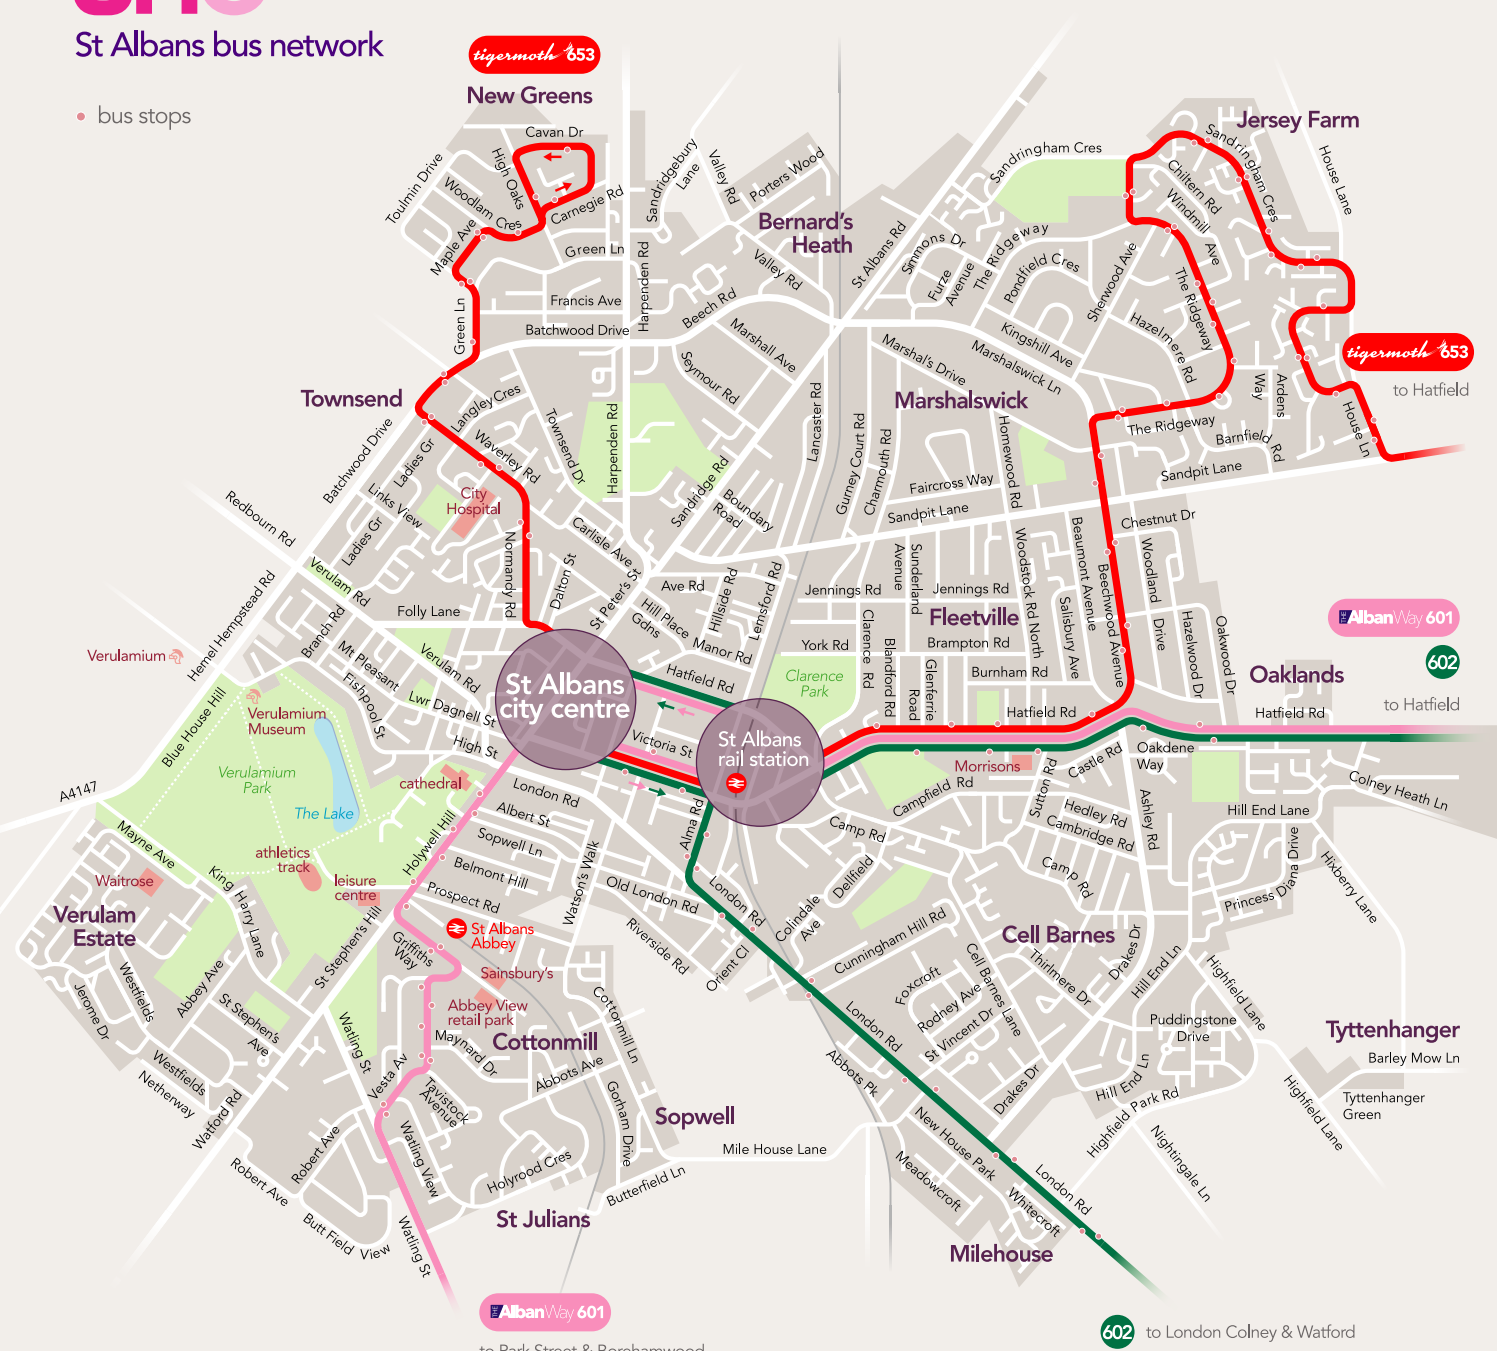 St Albans bus network
bus stops
tigermoth 653
New Greens
Cavan Dr
High Oaks
Toulmin Drive
Woodlam Cres
Carnegie Rd
Maple Ave
Green Ln
Green Ln
Francis Ave
Batchwood Drive
Harpenden Rd
Sandridgebury
Lane
Valley Rd
Porters Wood
Bernard's
Heath
Valley Rd
Beech Rd
Marshall Ave
Seymour Rd
St Albans Rd
Simmons Dr
Furze
Avenue
The Ridgeway
Sandringham Cres
Pondfield Cres
Sherwood Ave
Kingshill Ave
Marshalswick Ln
Marshal's Drive
Marshalswick
Jersey Farm
Sandringham Cres
House Lane
Chiltern Rd
Windmill
Ave
The Ridgeway
Hazelmere Rd
Ardens
Way
The Ridgeway
Barnfield
Rd
House Ln
tigermoth 653
to Hatfield
Sandpit Lane
Townsend
Langley Cres
Batchwood Drive
Ladies Gr
Waverley Rd
Townsend Dr
Harpenden Rd
Sandridge Rd
Boundary
Road
Lancaster Rd
Gurney Court Rd
Charmouth Rd
Faircross Way
Homewood Rd
Sandpit Lane
Links View
City
Hospital
Ladies Gr
Redbourn Rd
Verulam Rd
Normandy Rd
Dalton St
Carlisle Ave
St Peter's St
Ave Rd
Hillside Rd
Hill Place
Gdns
Manor Rd
Lemsford Rd
Jennings Rd
Sunderland
Avenue
Jennings Rd
Woodstock Rd North
Beaumont Avenue
Salisbury Ave
Beechwood Avenue
Chestnut Dr
Woodland
Drive
Hazelwood Dr
Oakwood Dr
Fleetville
York Rd
Clarence Rd
Blandford Rd
Glenferrie
Road
Brampton Rd
Burnham Rd
Hatfield Rd
Clarence
Park
Folly Lane
Branch Rd
Mt Pleasant
Fishpool St
Verulam Rd
Lwr Dagnell St
Hemel Hempstead Rd
Verulamium
Verulamium
Museum
Blue House Hill
Verulamium
Park
The Lake
A4147
High St
cathedral
St Albans
city centre
Hatfield Rd
Victoria St
St Albans
rail station
THE AlbanWay 601
602
to Hatfield
Oaklands
Hatfield Rd
Oakdene
Way
Colney Heath Ln
Hill End Lane
Morrisons
Castle Rd
Campfield
Rd
Sutton Rd
Hedley Rd
Cambridge Rd
Ashley Rd
Camp Rd
Camp Rd
Princess Diana Drive
Hixberry Lane
London Rd
Albert St
Sopwell Ln
Belmont Hill
Prospect Rd
Holywell Hill
Watson's Walk
Old London Rd
Alma Rd
London Rd
Riverside Rd
Orient Cl
Colindale
Ave
Dellfield
Cunningham Hill Rd
Mayne Ave
Waitrose
Verulam
Estate
athletics
track
leisure
centre
King Harry Lane
St Stephen's Hill
Griffiths
Way
St Albans
Abbey
Sainsbury's
Abbey View
retail park
Cottonmill
Cottonmill Ln
Westfields
Jerome Dr
Abbey Ave
St Stephen's
Ave
Westfields
Netherway
Watford Rd
Watling St
Vesta Av
Maynard Dr
Tavistock
Avenue
Abbots Ave
Gorham Drive
Cell Barnes
Foxcroft
Rodney Ave
Cell Barnes Lane
St Vincent Dr
Thirlmere Dr
Drakes Dr
Hill End Ln
Highfield Lane
Puddingstone
Drive
London Rd
Abbots Pk
Drakes Dr
Hill End Ln
Highfield Park Rd
Tyttenhanger
Barley Mow Ln
Tyttenhanger
Green
Highfield Lane
Nightingale Ln
Sopwell
Mile House Lane
New House Park
Meadowcroft
Whitecroft
London Rd
Milehouse
Robert Ave
Robert Ave
Watling View
Holyrood Cres
Butterfield Ln
St Julians
Butt Field View
Watling St
THE AlbanWay 601
to Park Street & Borehamwood
602 to London Colney & Watford